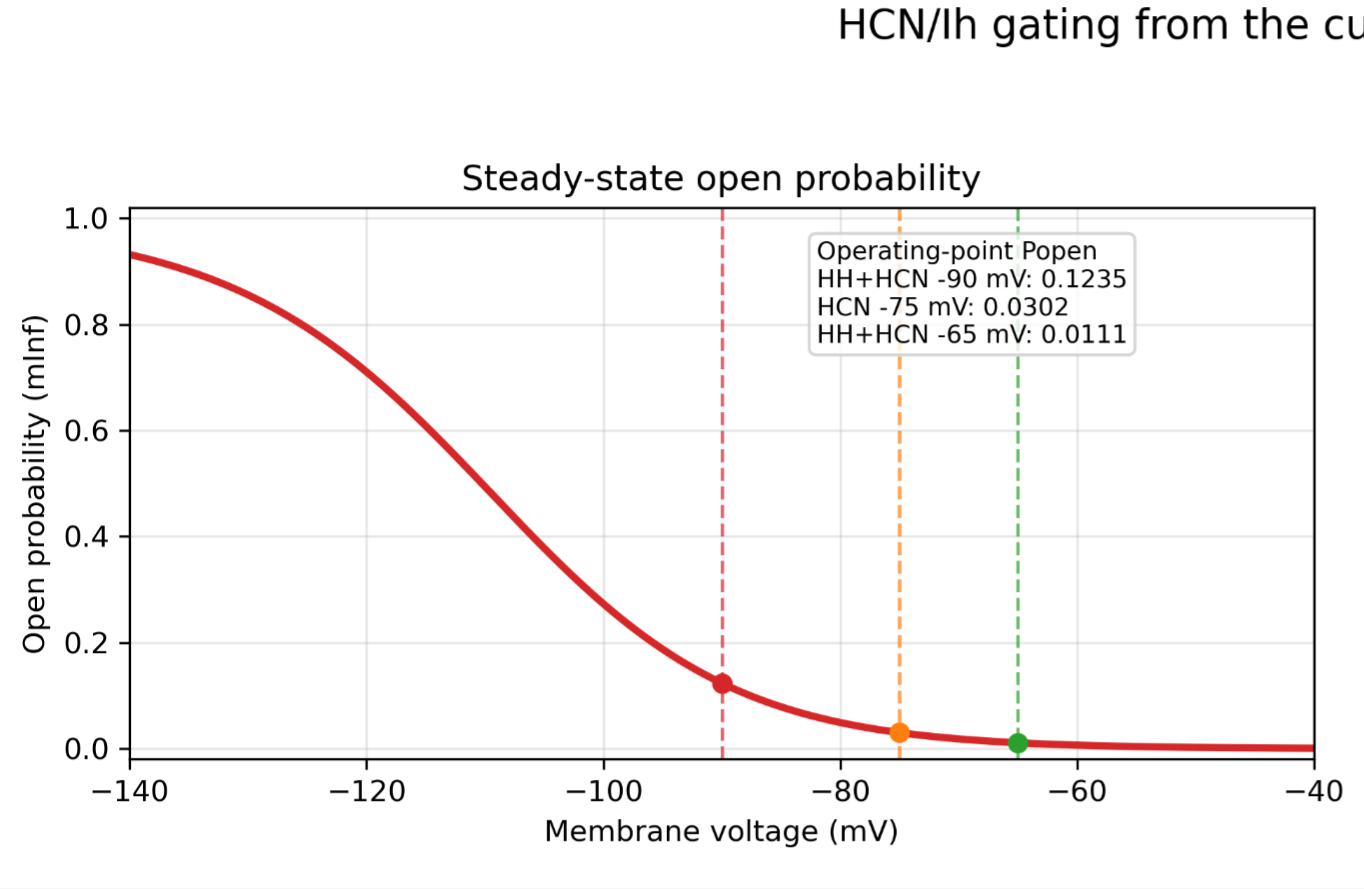 HCN/Ih gating from the cu
Steady-state open probability
Open probability (mInf)
1.0
0.8
0.6
0.4
0.2
0.0
Operating-point Popen
HH+HCN -90 mV: 0.1235
HCN -75 mV: 0.0302
HH+HCN -65 mV: 0.0111
−140 −120 −100 −80 −60 −40
Membrane voltage (mV)